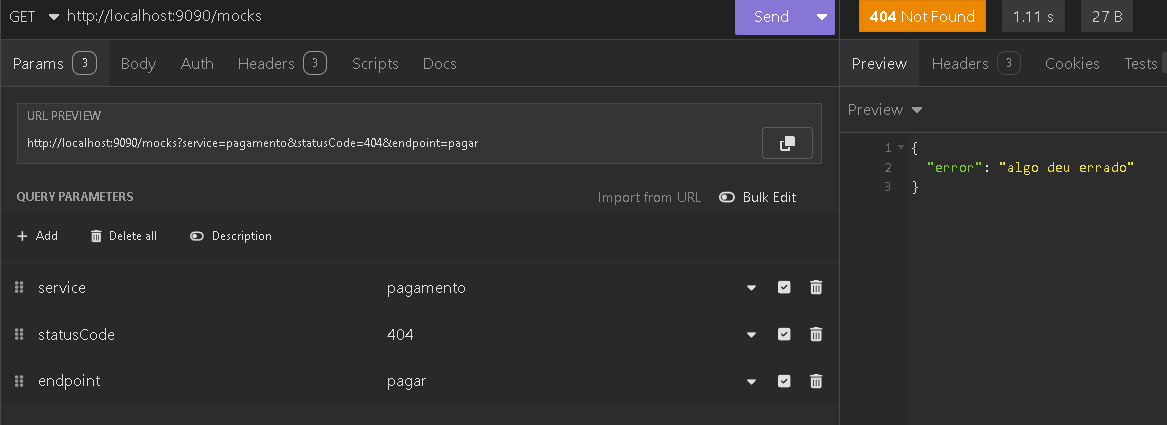 GET http://localhost:9090/mocks Send
Params 3 Body Auth Headers 3 Scripts Docs
URL PREVIEW
http://localhost:9090/mocks?service=pagamento&statusCode=404&endpoint=pagar
QUERY PARAMETERS Import from URL Bulk Edit
+ Add Delete all Description
service pagamento
statusCode 404
endpoint pagar
404 Not Found 1.11 s 27 B
Preview Headers 3 Cookies Tests
Preview
1 {
2 "error": "algo deu errado"
3 }